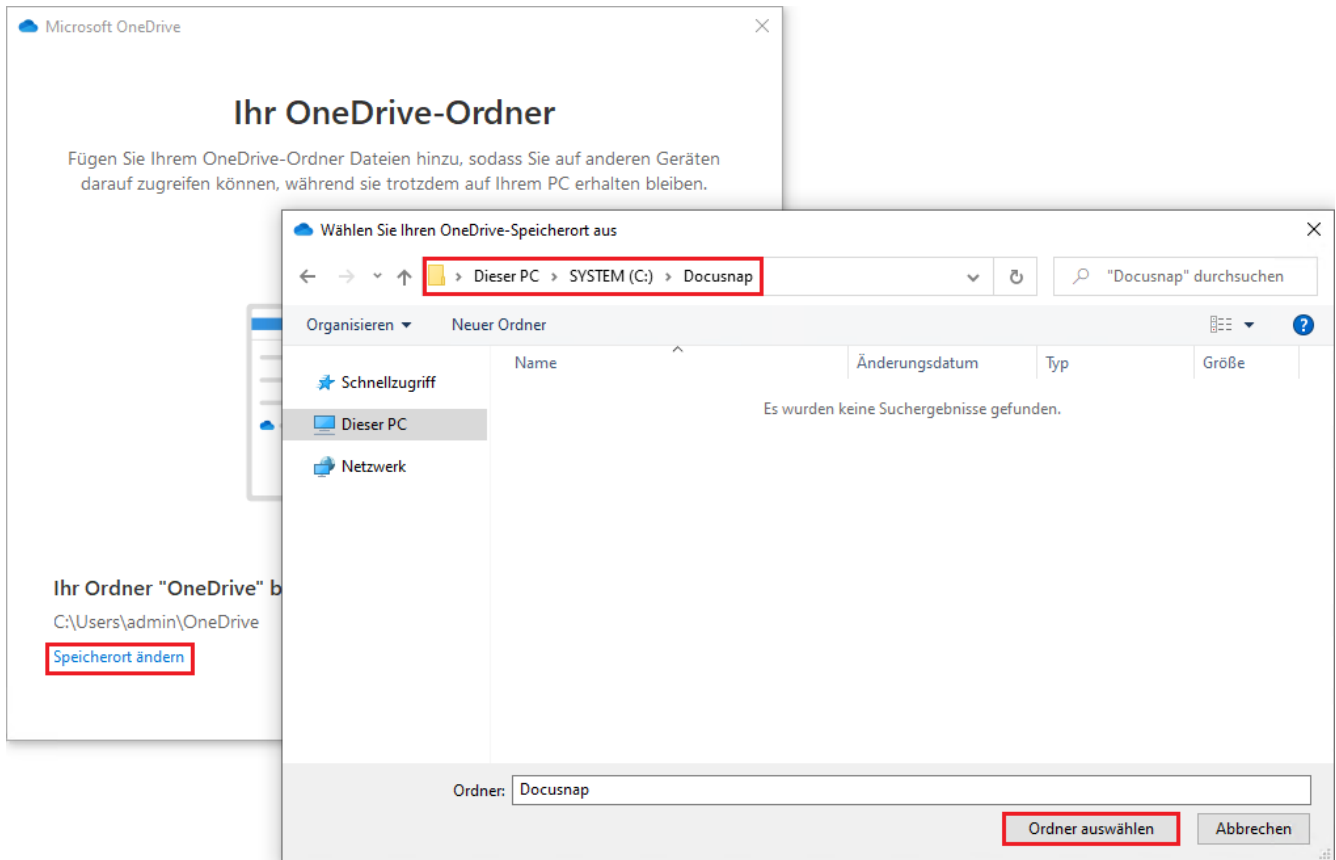 Microsoft OneDrive
Ihr OneDrive-Ordner
Fügen Sie Ihrem OneDrive-Ordner Dateien hinzu, sodass Sie auf anderen Geräten
darauf zugreifen können, während sie trotzdem auf Ihrem PC erhalten bleiben.
Ihr Ordner "OneDrive" b
C:\Users\admin\OneDrive
Speicherort ändern
Wählen Sie Ihren OneDrive-Speicherort aus
Dieser PC SYSTEM (C:) Docusnap "Docusnap" durchsuchen
Organisieren Neuer Ordner
Name Änderungsdatum Typ Größe
Schnellzugriff
Es wurden keine Suchergebnisse gefunden.
Dieser PC
Netzwerk
Ordner: Docusnap
Ordner auswählen Abbrechen